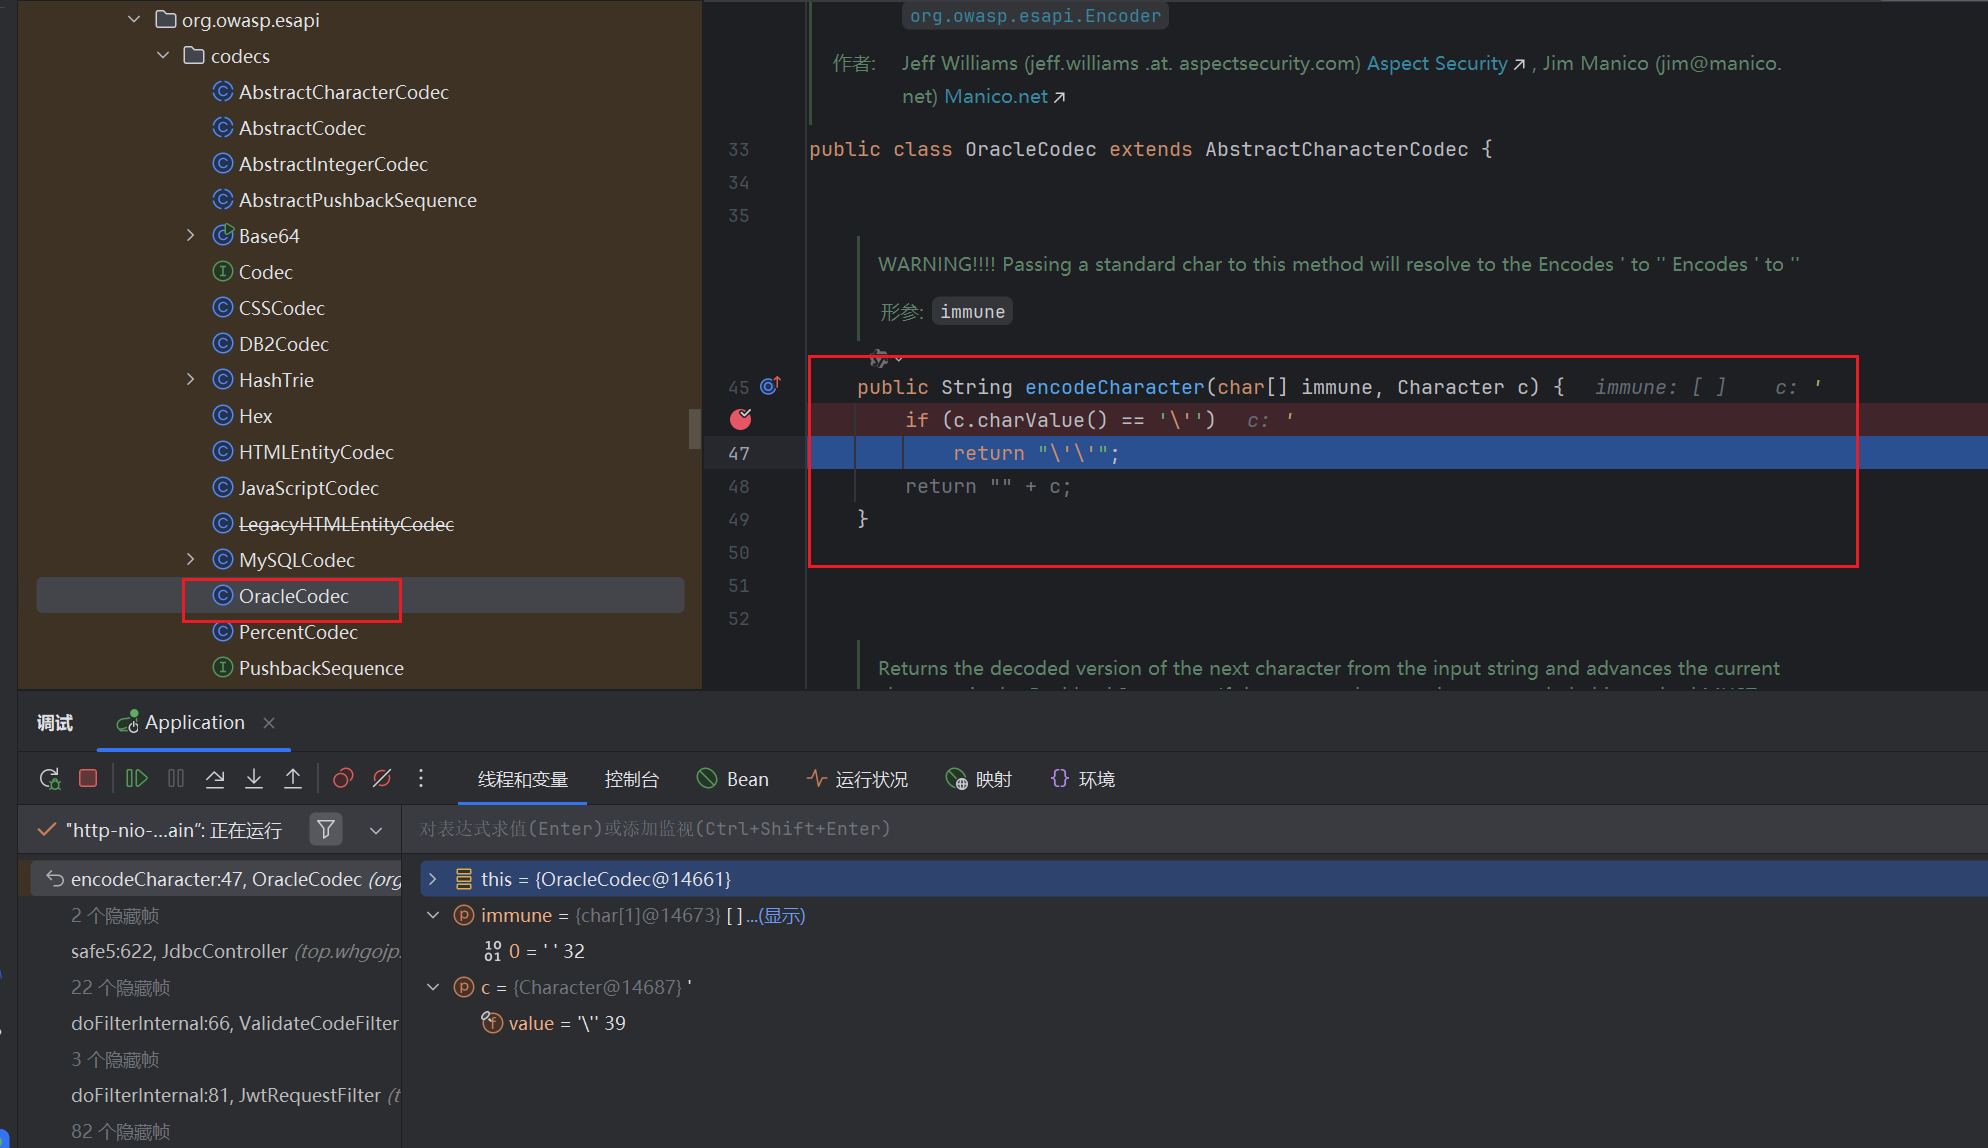 org.owasp.esapi
codecs
AbstractCharacterCodec
AbstractCodec
AbstractIntegerCodec
AbstractPushbackSequence
Base64
Codec
CSSCodec
DB2Codec
HashTrie
Hex
HTMLEntityCodec
JavaScriptCodec
LegacyHTMLEntityCodec
MySQLCodec
OracleCodec
PercentCodec
PushbackSequence
org.owasp.esapi.Encoder
作者: Jeff Williams (jeff.williams .at. aspectsecurity.com) Aspect Security ↗ , Jim Manico (jim@manico.
net) Manico.net ↗
33 public class OracleCodec extends AbstractCharacterCodec {
34
35
WARNING!!!! Passing a standard char to this method will resolve to the Encodes ' to '' Encodes ' to ''
形参: immune
45 public String encodeCharacter(char[] immune, Character c) { immune: [ ] c: '
if (c.charValue() == '\'') c: '
47 return "\'\'";
48 return "" + c;
49 }
50
51
52
Returns the decoded version of the next character from the input string and advances the current
调试 Application ×
线程和变量 控制台 Bean 运行状况 映射 环境
"http-nio-...ain": 正在运行
对表达式求值(Enter)或添加监视(Ctrl+Shift+Enter)
encodeCharacter:47, OracleCodec (org
2 个隐藏帧
safe5:622, JdbcController (top.whgojp.
22 个隐藏帧
doFilterInternal:66, ValidateCodeFilter
3 个隐藏帧
doFilterInternal:81, JwtRequestFilter (t
82 个隐藏帧
this = {OracleCodec@14661}
immune = {char[1]@14673} [ ] ...(显示)
0 = ' ' 32
c = {Character@14687} '
value = '\'' 39